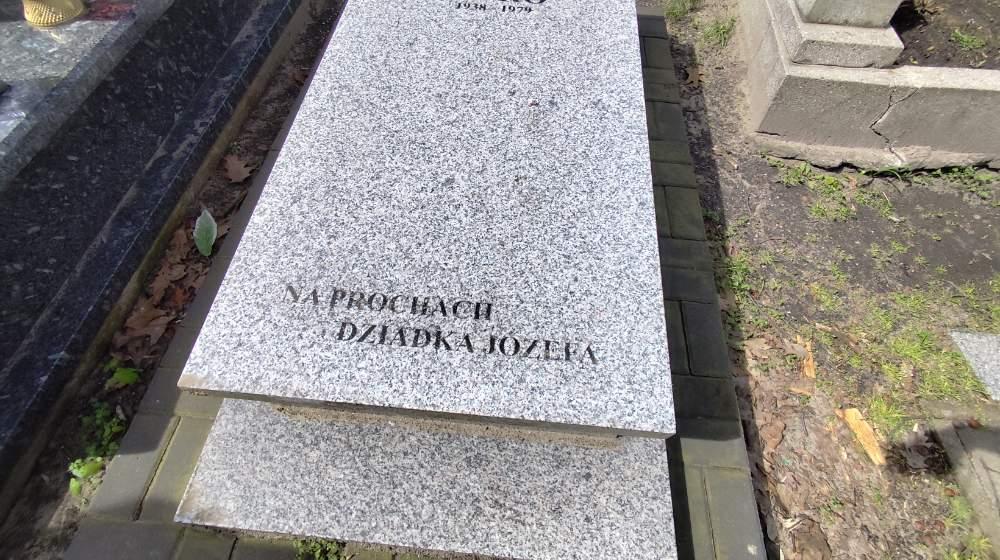 1938 - 1979
NA PROCHACH
DZIADKA JÓZEFA